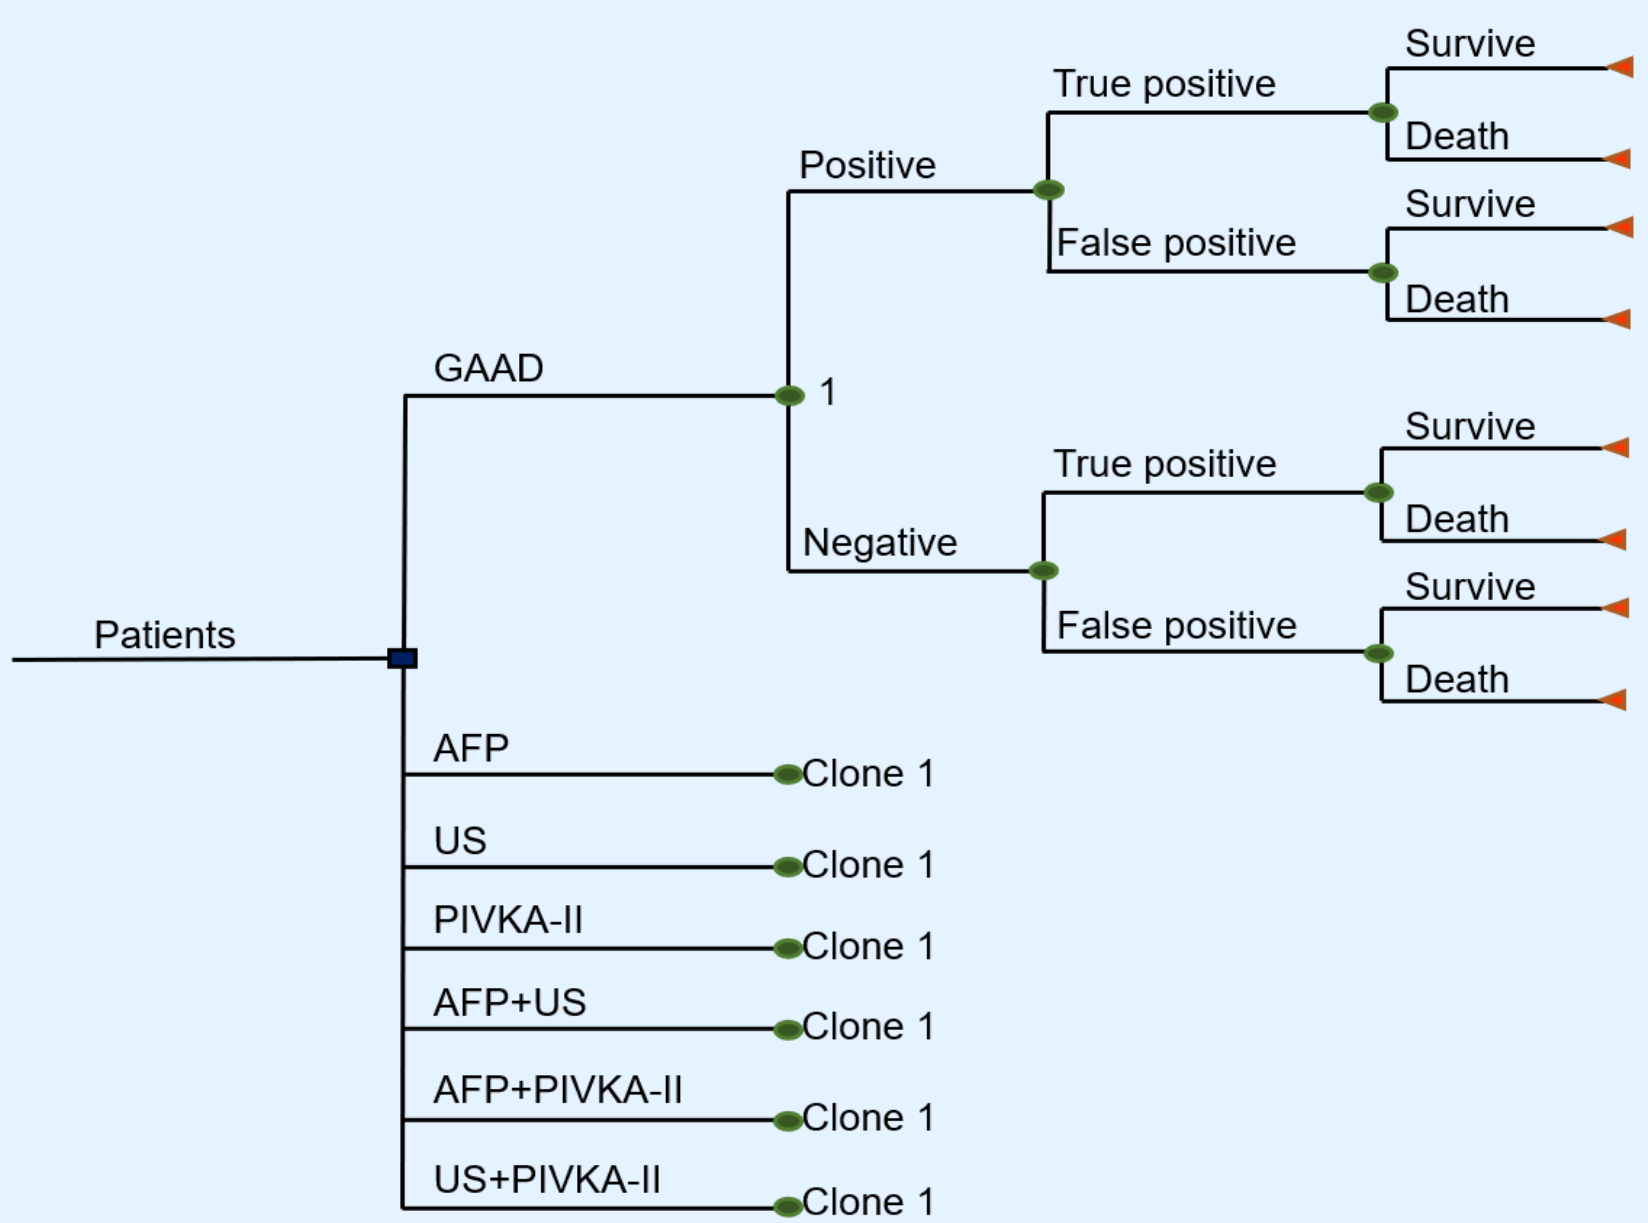 Survive
True positive
Death
Positive
Survive
False positive
Death
GAAD
1
Survive
True positive
Death
Negative
Survive
False positive
Death
Patients
AFP
Clone 1
US
Clone 1
PIVKA-II
Clone 1
AFP+US
Clone 1
AFP+PIVKA-II
Clone 1
US+PIVKA-II
Clone 1